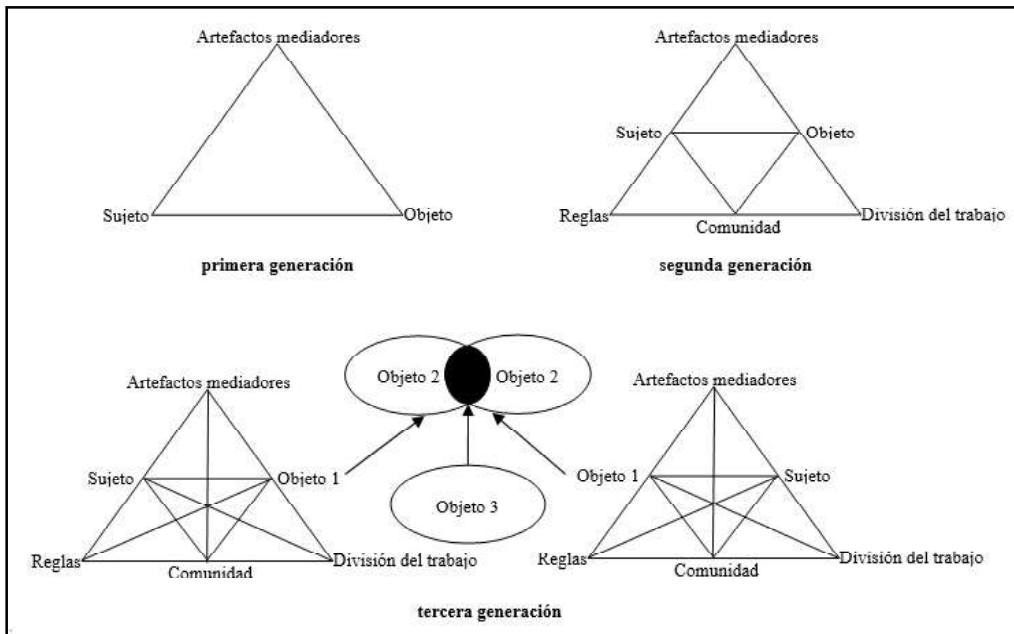 Artefactos mediadores
Sujeto
Objeto
primera generación
Artefactos mediadores
Sujeto
Objeto
Reglas
Comunidad
División del trabajo
segunda generación
Artefactos mediadores
Sujeto
Objeto 1
Reglas
Comunidad
División del trabajo
Objeto 2
Objeto 2
Objeto 3
Artefactos mediadores
Objeto 1
Sujeto
Reglas
Comunidad
División del trabajo
tercera generación